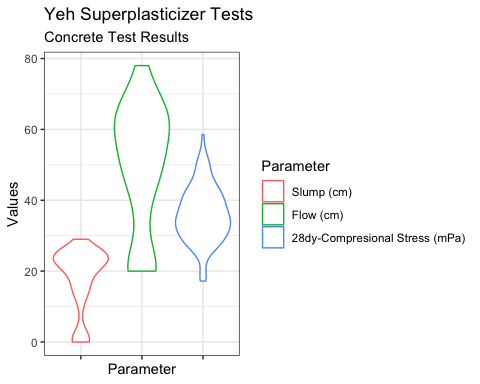 Yeh Superplasticizer Tests
Concrete Test Results
80
60
40
20
0
Values
Parameter
Parameter
Slump (cm)
Flow (cm)
28dy-Compresional Stress (mPa)